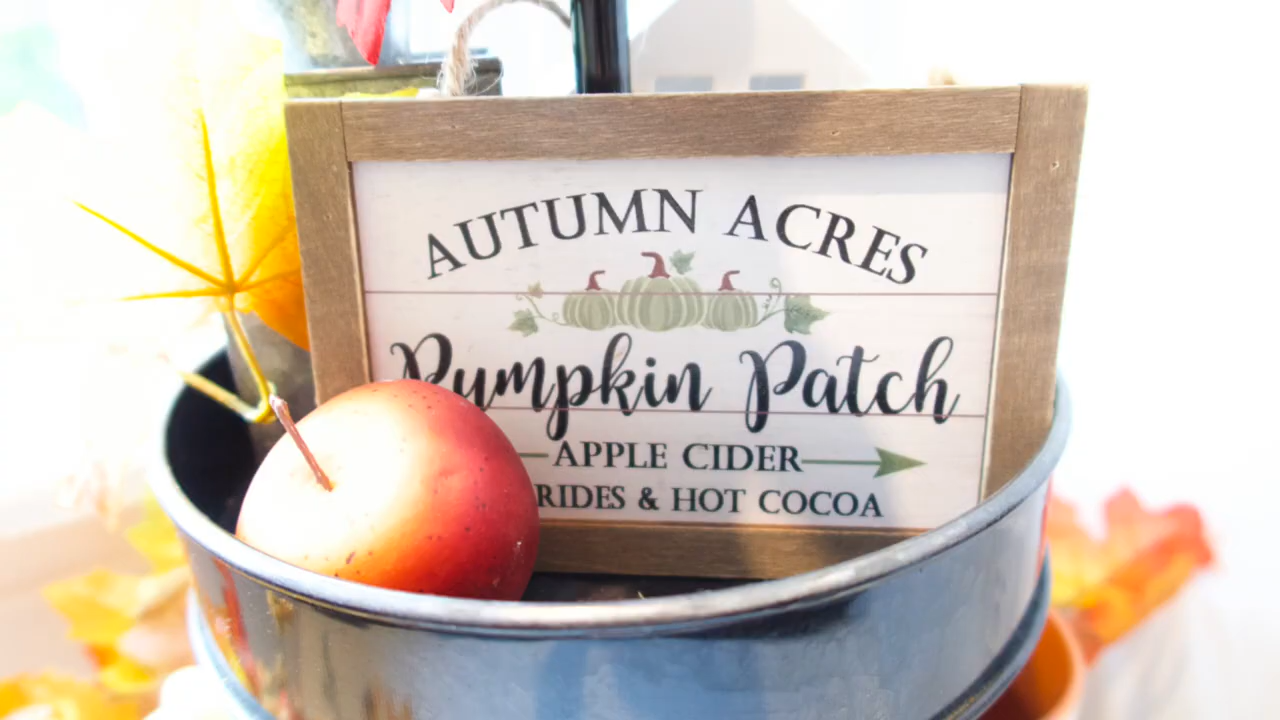 AUTUMN ACRES
Pumpkin Patch
APPLE CIDER
RIDES & HOT COCOA